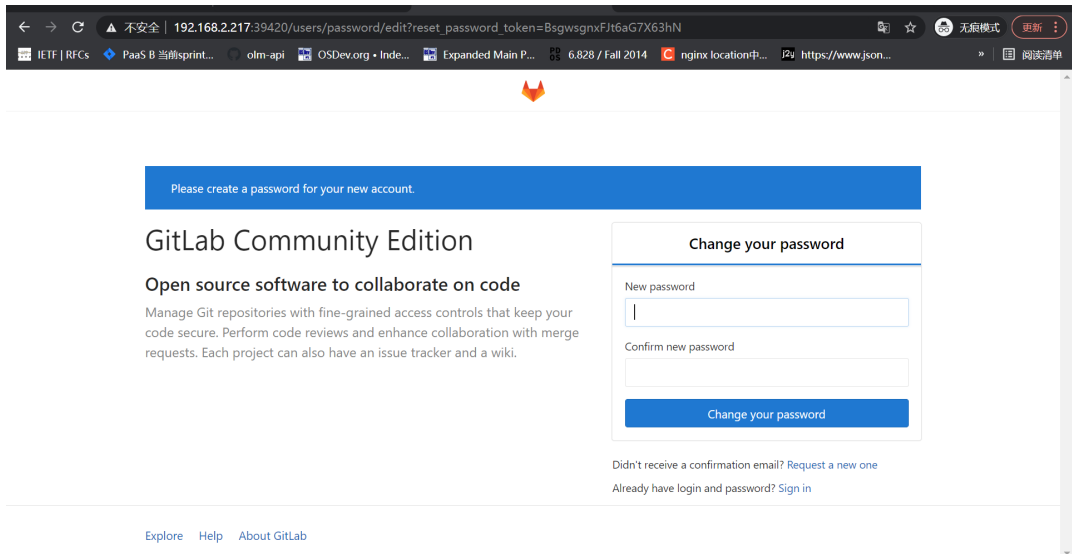 不安全 | 192.168.2.217:39420/users/password/edit?reset_password_token=BsgwsgnxFJt6aG7X63hN 无痕模式 更新
IETF | RFCs PaaS B 当前sprint... olm-api OSDev.org • Inde... Expanded Main P... PD OS 6.828 / Fall 2014 C nginx location中... J2y https://www.json... » 阅读清单
Please create a password for your new account.
GitLab Community Edition
Open source software to collaborate on code
Manage Git repositories with fine-grained access controls that keep your
code secure. Perform code reviews and enhance collaboration with merge
requests. Each project can also have an issue tracker and a wiki.
Change your password
New password
Confirm new password
Change your password
Didn't receive a confirmation email? Request a new one
Already have login and password? Sign in
Explore Help About GitLab